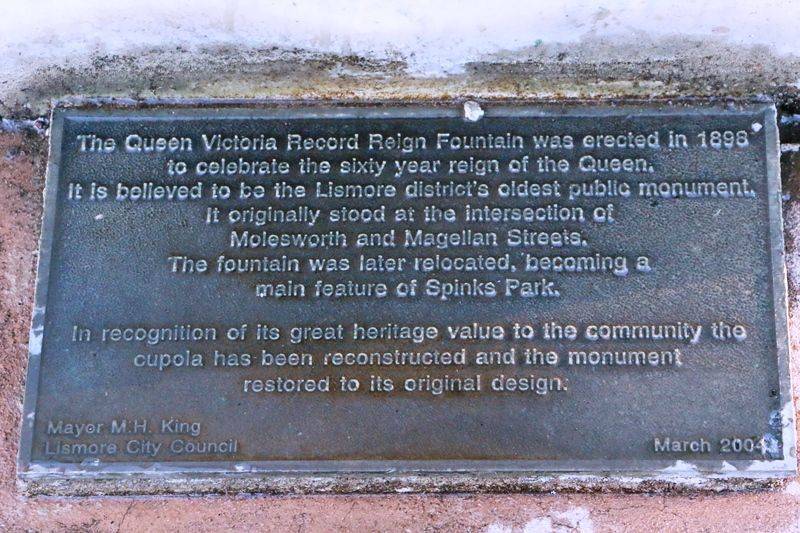 The Queen Victoria Record Reign Fountain was erected in 1898
to celebrate the sixty year reign of the Queen.
It is believed to be the Lismore district's oldest public monument.
It originally stood at the intersection of
Molesworth and Magellan Streets.
The fountain was later relocated, becoming a
main feature of Spinks Park.
In recognition of its great heritage value to the community the
cupola has been reconstructed and the monument
restored to its original design.
Mayor M.H. King
Lismore City Council
March 2004